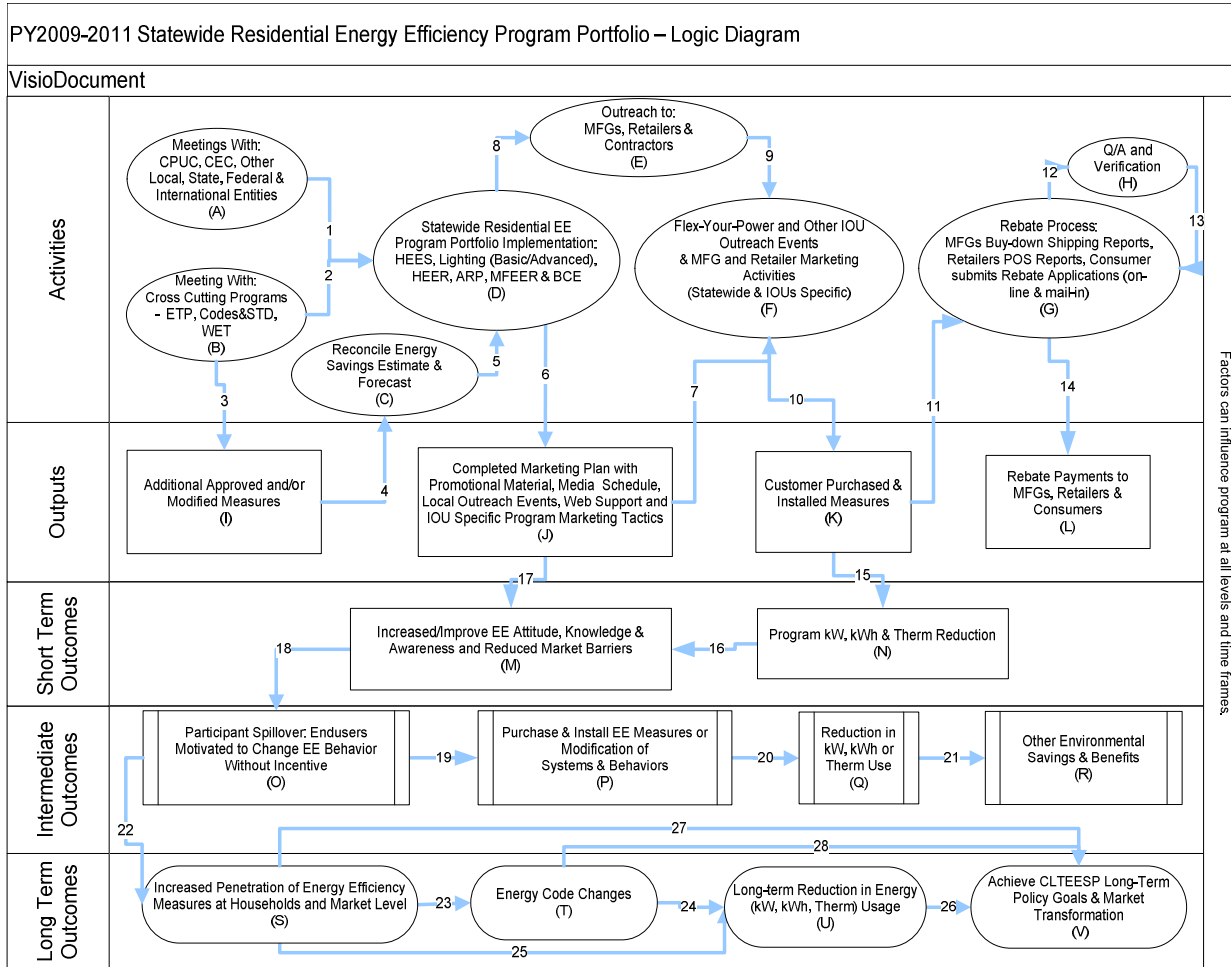 PY2009-2011 Statewide Residential Energy Efficiency Program Portfolio – Logic Diagram
VisioDocument
Activities
Meetings With:
CPUC, CEC, Other
Local, State, Federal &
International Entities
(A)
1
2
Meeting With:
Cross Cutting Programs
- ETP, Codes&STD,
WET
(B)
3
Reconcile Energy
Savings Estimate &
Forecast
(C)
5
Statewide Residential EE
Program Portfolio Implementation:
HEES, Lighting (Basic/Advanced),
HEER, ARP, MFEER & BCE
(D)
6
8
Outreach to:
MFGs, Retailers &
Contractors
(E)
9
Flex-Your-Power and Other IOU
Outreach Events
& MFG and Retailer Marketing
Activities
(Statewide & IOUs Specific)
(F)
7
10
11
12
Q/A and
Verification
(H)
13
Rebate Process:
MFGs Buy-down Shipping Reports,
Retailers POS Reports, Consumer
submits Rebate Applications (on-
line & mail-in)
(G)
14
Outputs
Additional Approved and/or
Modified Measures
(I)
4
Completed Marketing Plan with
Promotional Material, Media Schedule,
Local Outreach Events, Web Support and
IOU Specific Program Marketing Tactics
(J)
Customer Purchased &
Installed Measures
(K)
Rebate Payments to
MFGs, Retailers &
Consumers
(L)
17
15
Short Term
Outcomes
18
Increased/Improve EE Attitude, Knowledge &
Awareness and Reduced Market Barriers
(M)
16
Program kW, kWh & Therm Reduction
(N)
Intermediate
Outcomes
Participant Spillover: Endusers
Motivated to Change EE Behavior
Without Incentive
(O)
19
Purchase & Install EE Measures or
Modification of
Systems & Behaviors
(P)
20
Reduction in
kW, kWh or
Therm Use
(Q)
21
Other Environmental
Savings & Benefits
(R)
22
27
28
Long Term
Outcomes
Increased Penetration of Energy Efficiency
Measures at Households and Market Level
(S)
23
Energy Code Changes
(T)
24
25
Long-term Reduction in Energy
(kW, kWh, Therm) Usage
(U)
26
Achieve CLTEESP Long-Term
Policy Goals & Market
Transformation
(V)
Factors can influence program at all levels and time frames.